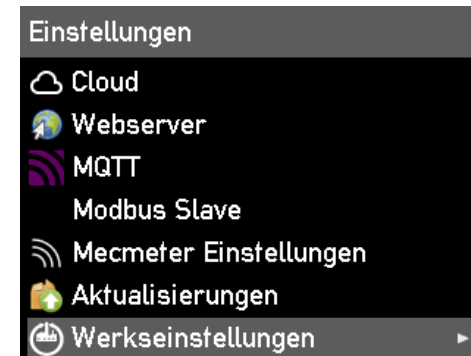 Einstellungen
Cloud
Webserver
MQTT
Modbus Slave
Mecmeter Einstellungen
Aktualisierungen
Werkseinstellungen